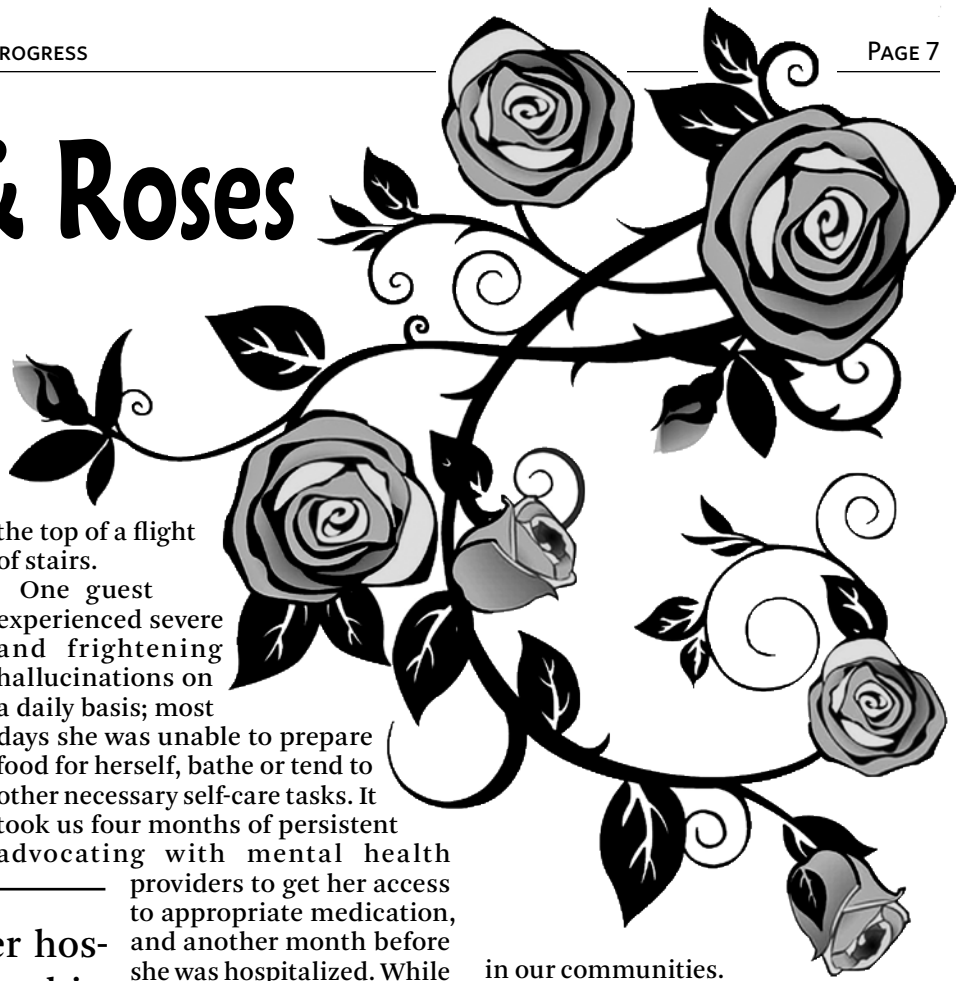 ROGRESS
PAGE 7
& Roses
the top of a flight
of stairs.
One guest
experienced severe
and frightening
hallucinations on
a daily basis; most
days she was unable to prepare
food for herself, bathe or tend to
other necessary self-care tasks. It
took us four months of persistent
advocating with mental health
providers to get her access
to appropriate medication,
and another month before
she was hospitalized. While
er hos-
in our communities.